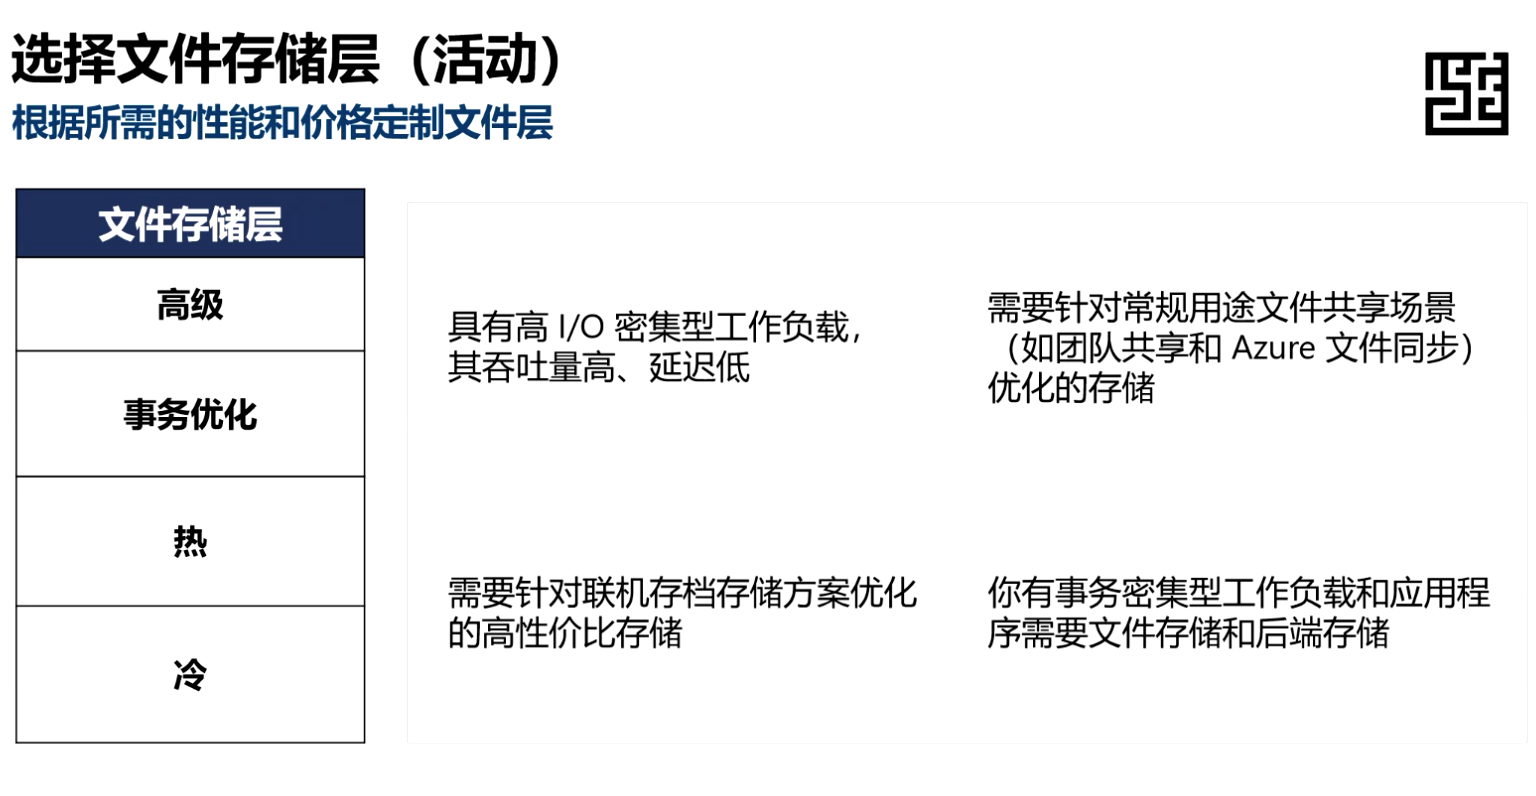 选择文件存储层（活动）
根据所需的性能和价格定制文件层
文件存储层
高级
事务优化
热
冷
具有高 I/O 密集型工作负载，
其吞吐量高、延迟低
需要针对常规用途文件共享场景
（如团队共享和 Azure 文件同步）
优化的存储
需要针对联机存档存储方案优化
的高性价比存储
你有事务密集型工作负载和应用程
序需要文件存储和后端存储